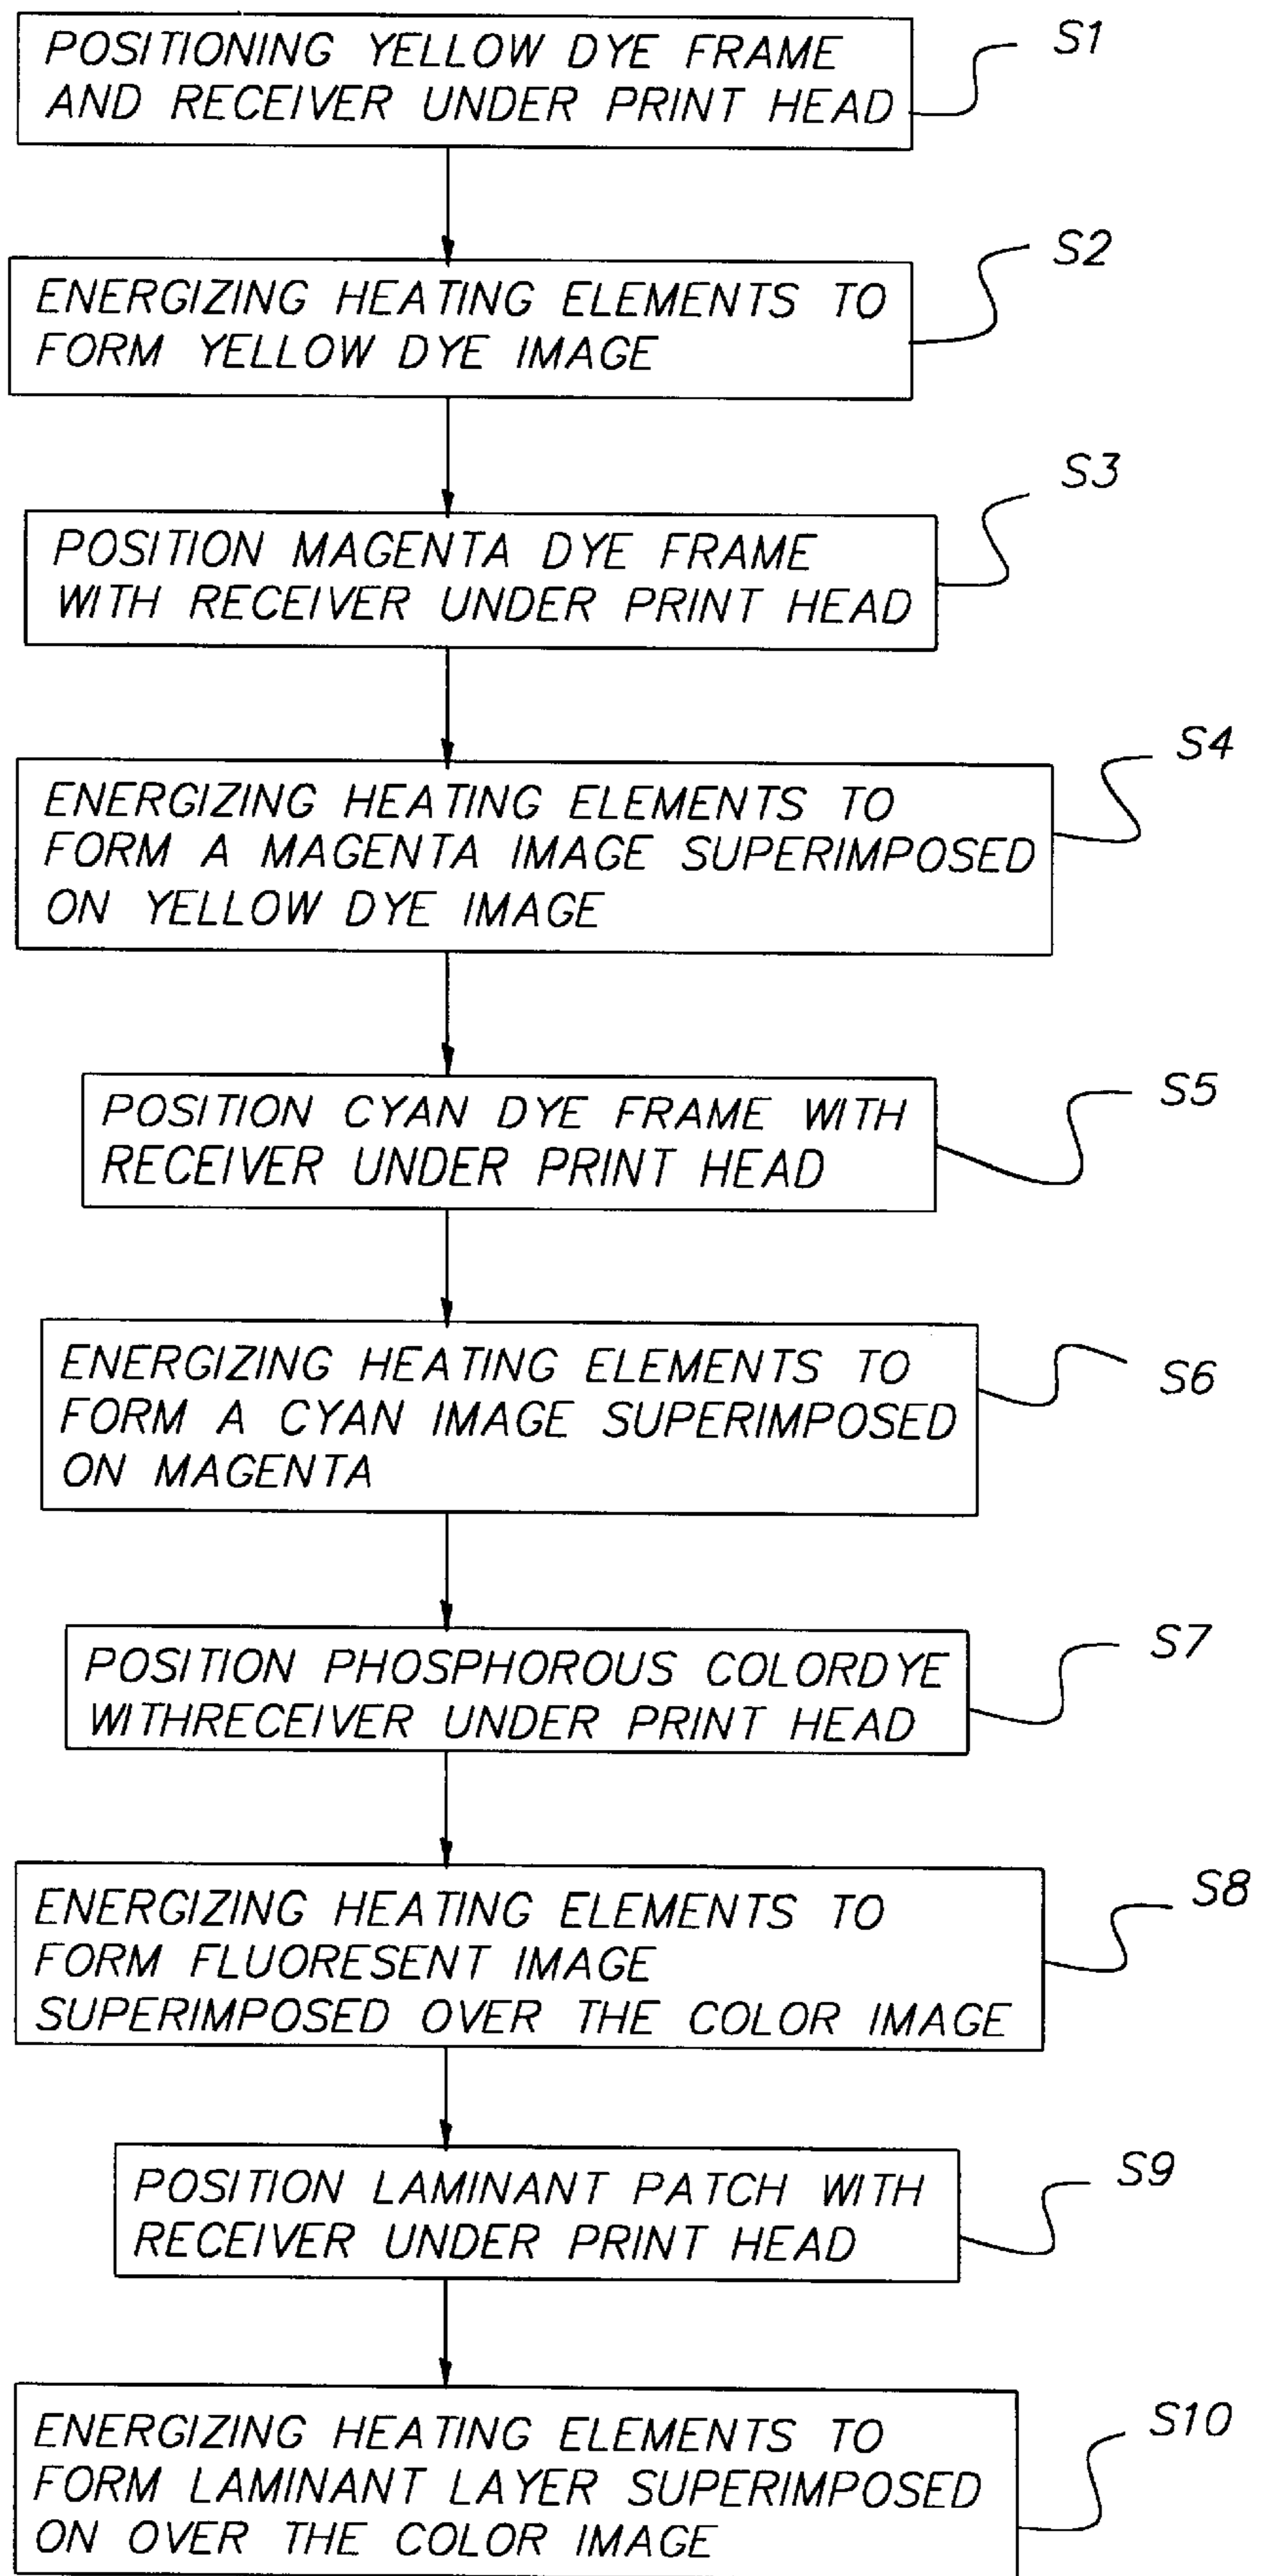 POSITIONING YELLOW DYE FRAME
AND RECEIVER UNDER PRINT HEAD
S1
ENERGIZING HEATING ELEMENTS TO
FORM YELLOW DYE IMAGE
S2
POSITION MAGENTA DYE FRAME
WITH RECEIVER UNDER PRINT HEAD
S3
ENERGIZING HEATING ELEMENTS TO
FORM A MAGENTA IMAGE SUPERIMPOSED
ON YELLOW DYE IMAGE
S4
POSITION CYAN DYE FRAME WITH
RECEIVER UNDER PRINT HEAD
S5
ENERGIZING HEATING ELEMENTS TO
FORM A CYAN IMAGE SUPERIMPOSED
ON MAGENTA
S6
POSITION PHOSPHOROUS COLORDYE
WITHRECEIVER UNDER PRINT HEAD
S7
ENERGIZING HEATING ELEMENTS TO
FORM FLUORESENT IMAGE
SUPERIMPOSED OVER THE COLOR IMAGE
S8
POSITION LAMINANT PATCH WITH
RECEIVER UNDER PRINT HEAD
S9
ENERGIZING HEATING ELEMENTS TO
FORM LAMINANT LAYER SUPERIMPOSED
ON OVER THE COLOR IMAGE
S10